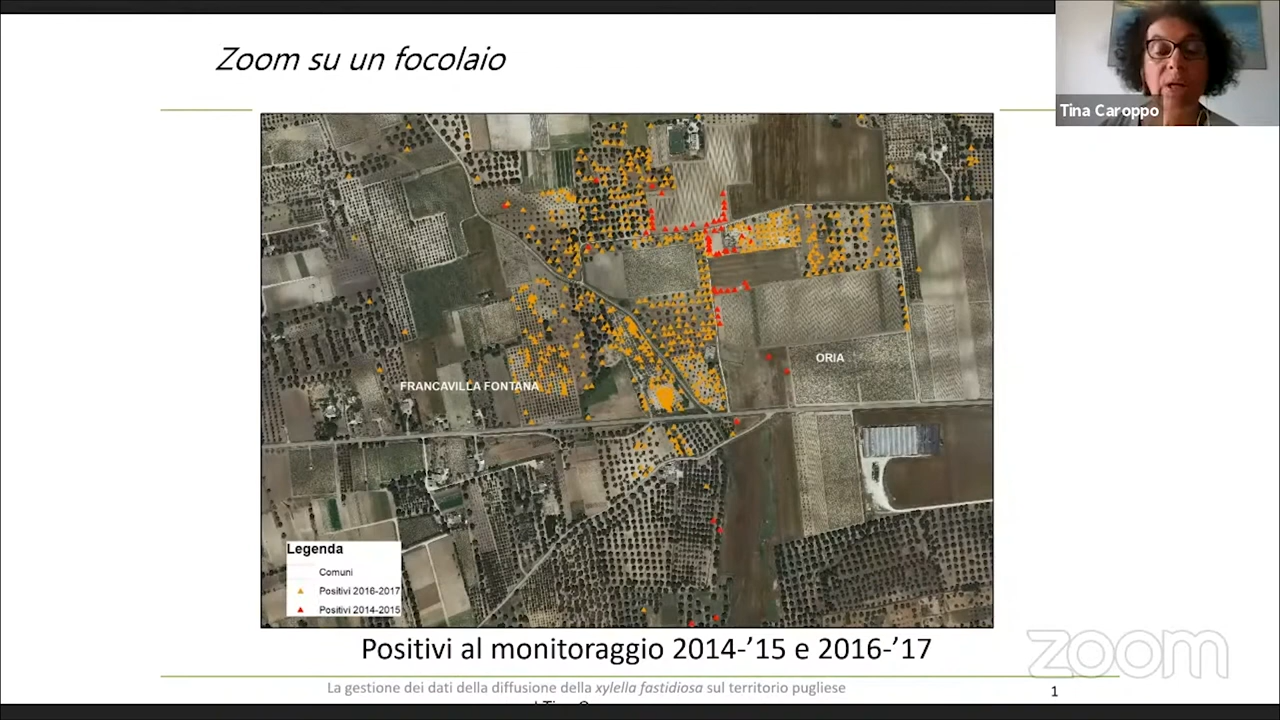 Zoom su un focolaio
Tina Caroppo
ORIA
FRANCAVILLA FONTANA
Legenda
Comuni
Positivi 2016-2017
Positivi 2014-2015
Positivi al monitoraggio 2014-’15 e 2016-’17
zoom
La gestione dei dati della diffusione della xylella fastidiosa sul territorio pugliese
1